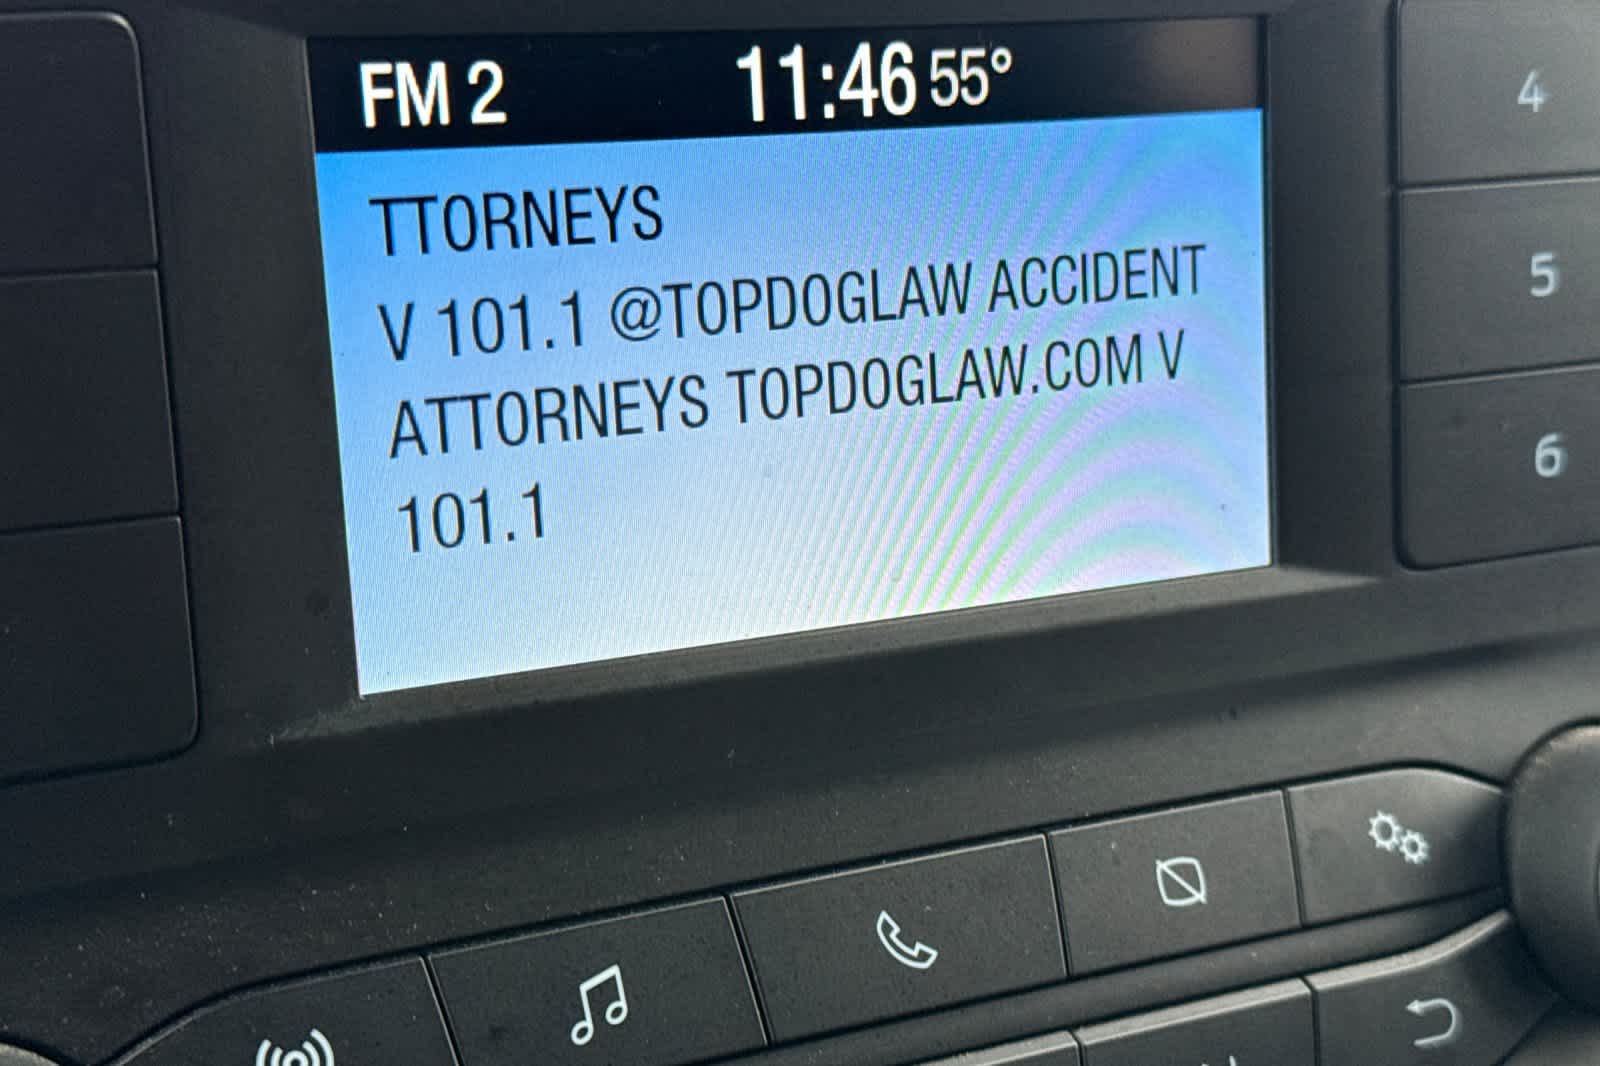 FM 2 11:46 55°
TTORNEYS
V 101.1 @TOPDOGLAW ACCIDENT
ATTORNEYS TOPDOGLAW.COM V
101.1
4
5
6